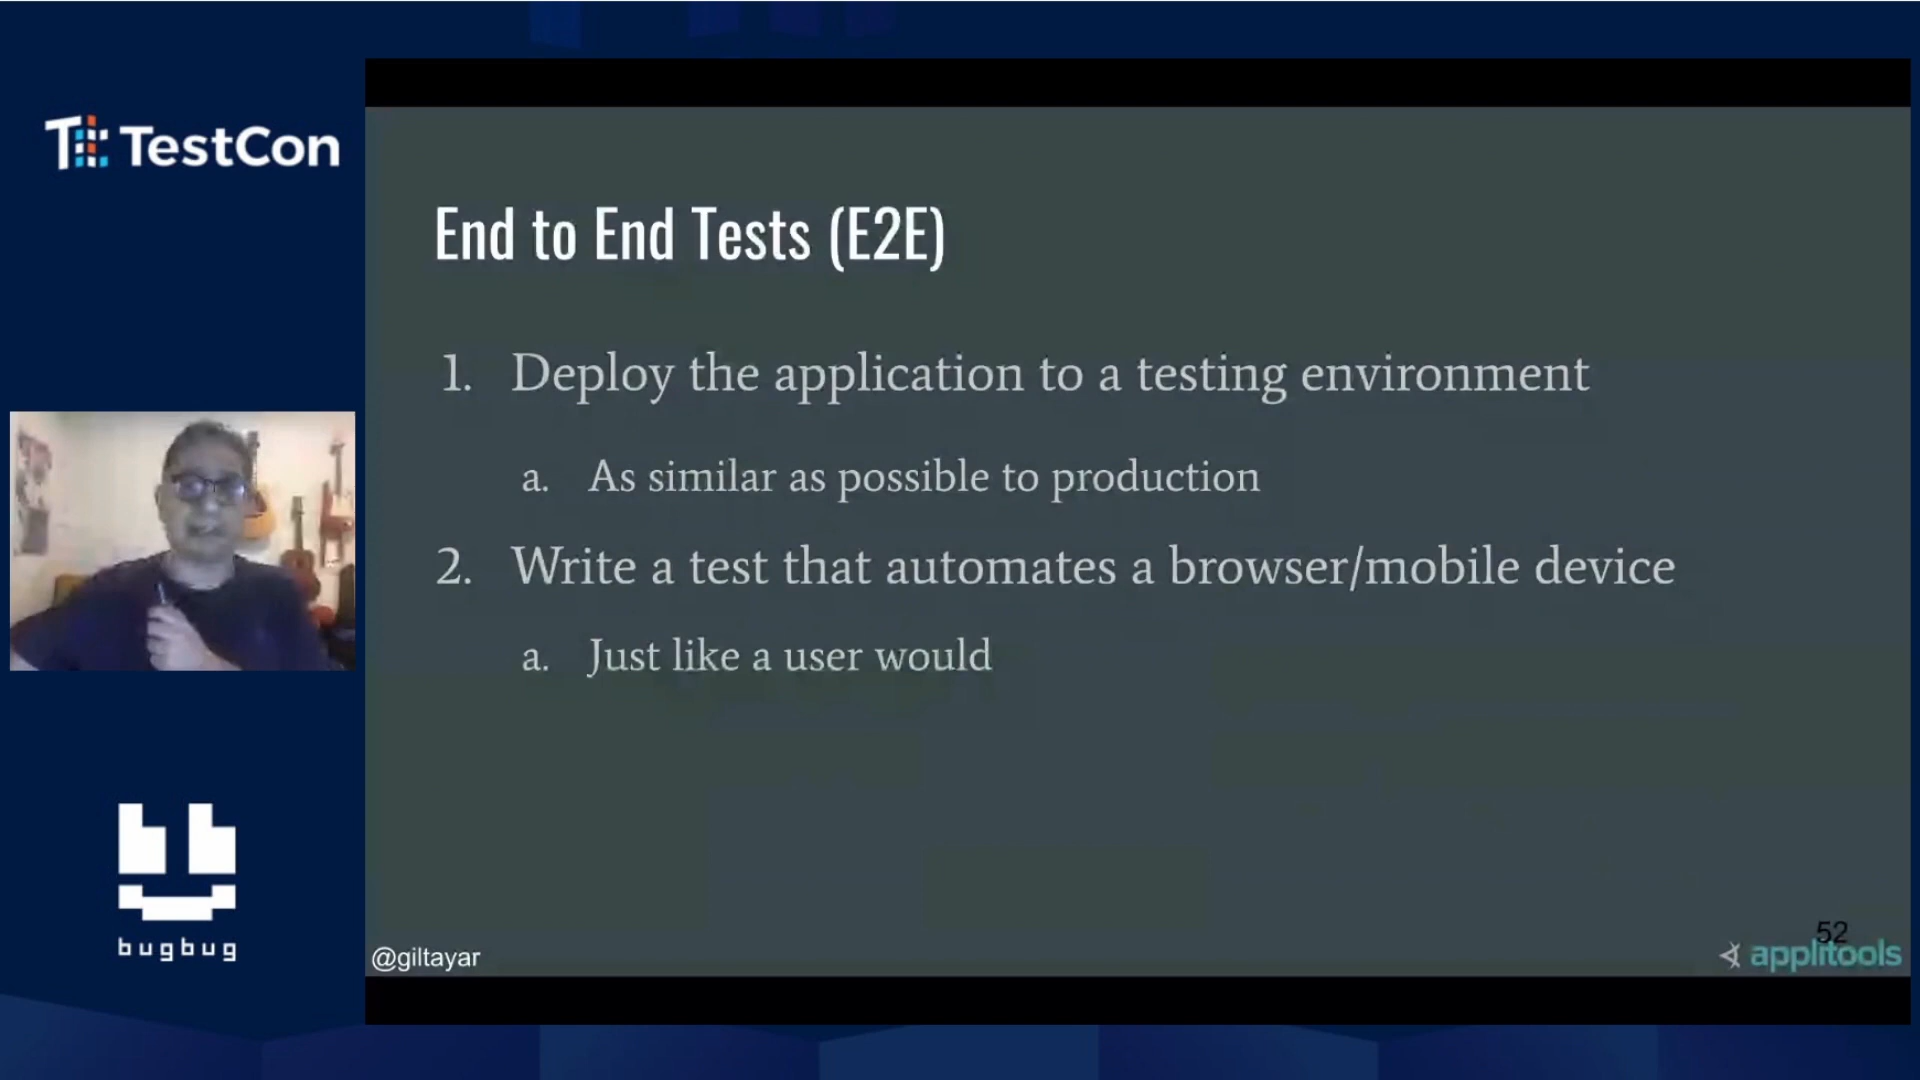 TestCon
End to End Tests (E2E)
1. Deploy the application to a testing environment
a. As similar as possible to production
2. Write a test that automates a browser/mobile device
a. Just like a user would
bugbug
@giltayar
52
applitools